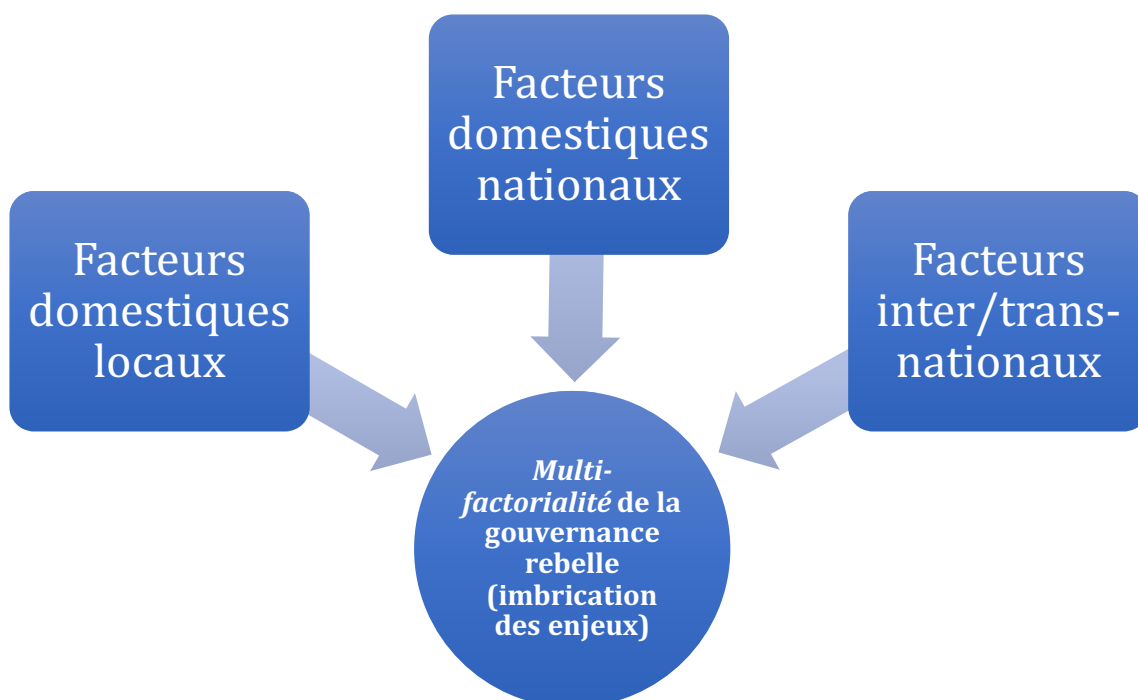 Facteurs
domestiques
locaux
Facteurs
domestiques
nationaux
Facteurs
inter/trans-
nationaux
Multi-
factorialité de la
gouvernance
rebelle
(imbrication
des enjeux)